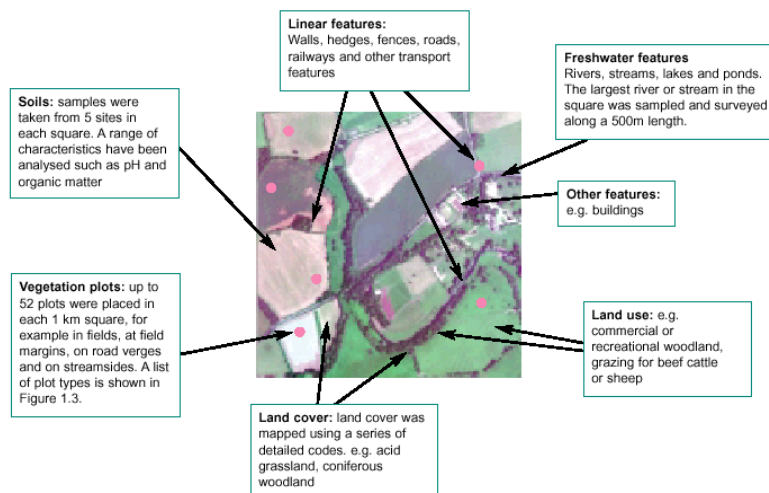 Linear features:
Walls, hedges, fences, roads,
railways and other transport
features
Freshwater features
Rivers, streams, lakes and ponds.
The largest river or stream in the
square was sampled and surveyed
along a 500m length.
Soils: samples were
taken from 5 sites in
each square. A range of
characteristics have been
analysed such as pH and
organic matter
Other features:
e.g. buildings
Vegetation plots: up to
52 plots were placed in
each 1 km square, for
example in fields, at field
margins, on road verges
and on streamsides. A list
of plot types is shown in
Figure 1.3.
Land use: e.g.
commercial or
recreational woodland,
grazing for beef cattle
or sheep
Land cover: land cover was
mapped using a series of
detailed codes. e.g. acid
grassland, coniferous
woodland